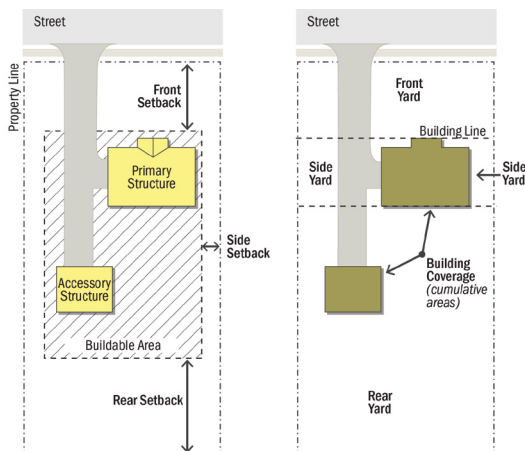 Street
Property Line
Front
Setback
Primary
Structure
Side
Setback
Accessory
Structure
Buildable Area
Rear Setback
Street
Front
Yard
Building Line
Side
Yard
Side
Yard
Building
Coverage
(cumulative
areas)
Rear
Yard